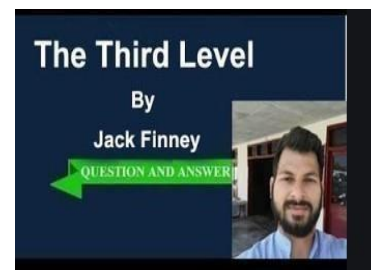 The Third Level
By
Jack Finney
QUESTION AND ANSWER